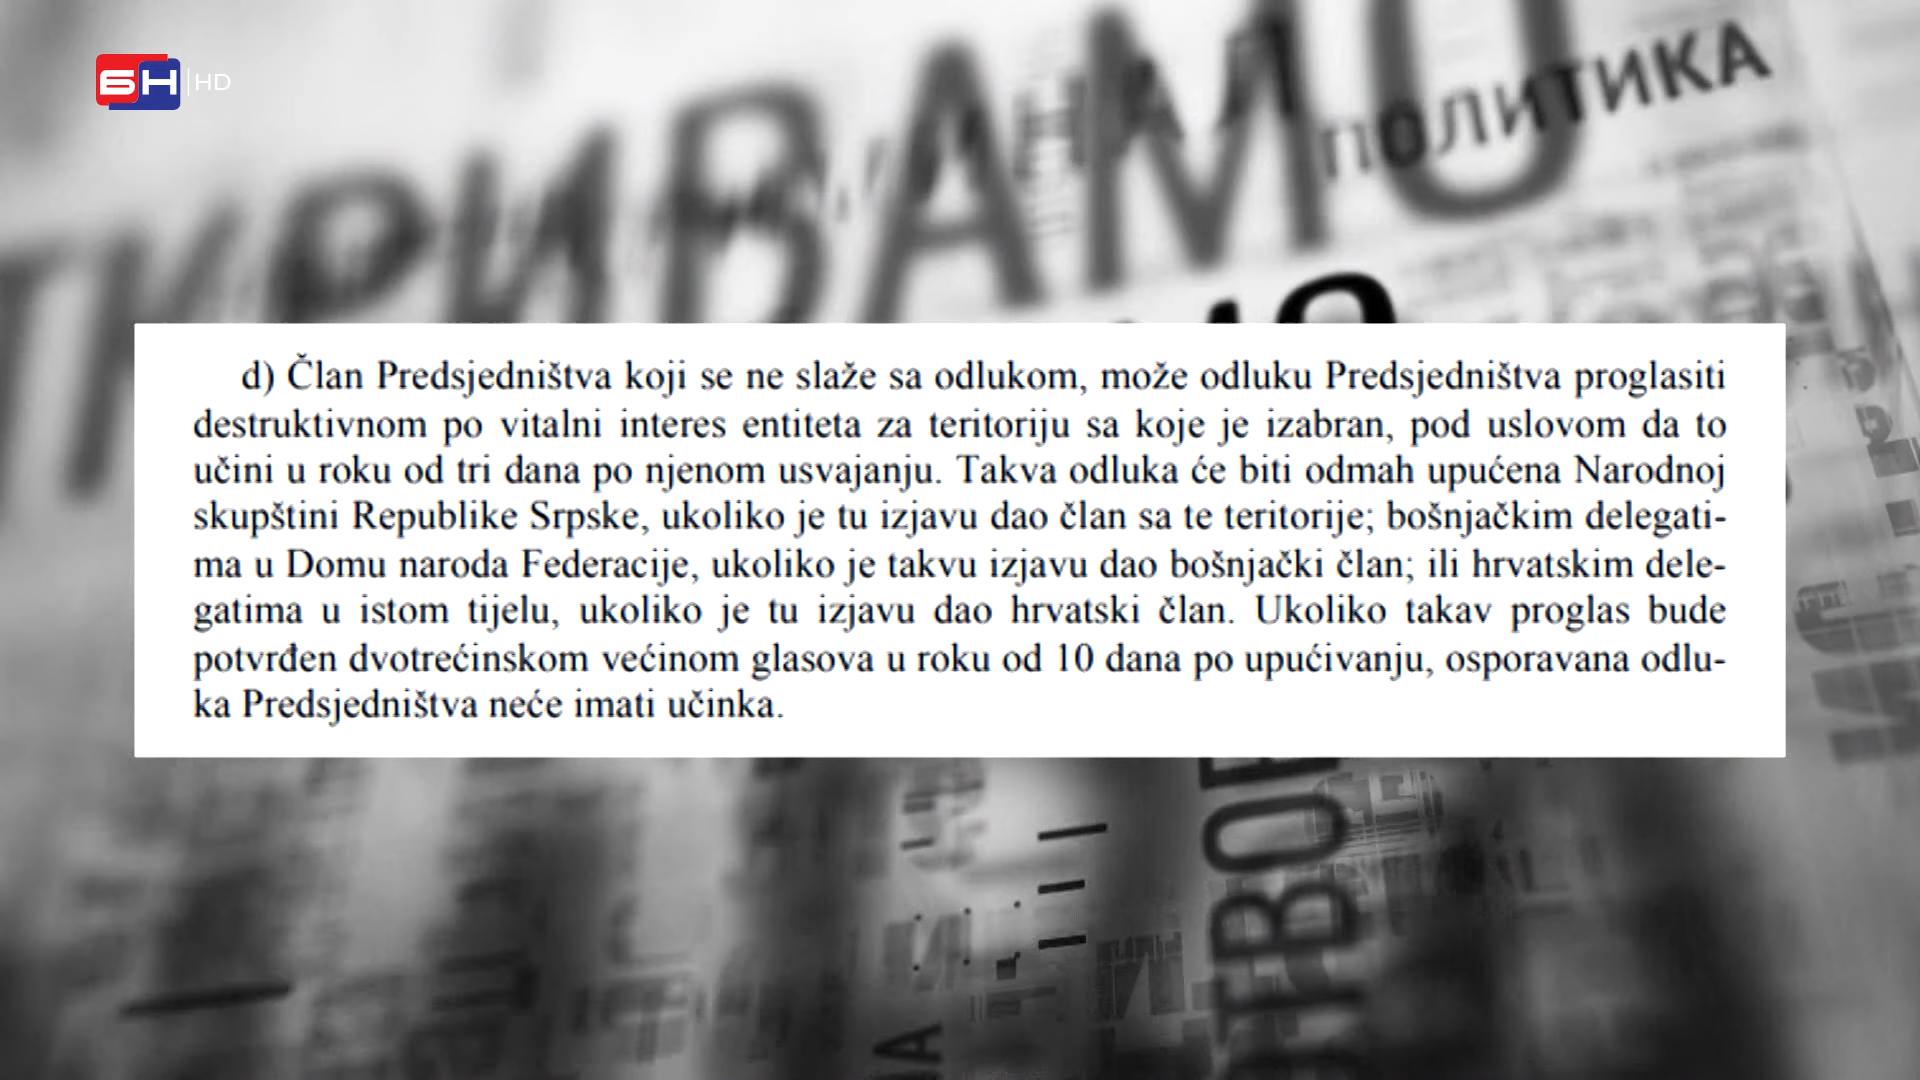 БН HD
ТКРИВАМО
ПОЛИТИКА
d) Član Predsjedništva koji se ne slaže sa odlukom, može odluku Predsjedništva proglasiti
destruktivnom po vitalni interes entiteta za teritoriju sa koje je izabran, pod uslovom da to
učini u roku od tri dana po njenom usvajanju. Takva odluka će biti odmah upućena Narodnoj
skupštini Republike Srpske, ukoliko je tu izjavu dao član sa te teritorije; bošnjačkim delegati-
ma u Domu naroda Federacije, ukoliko je takvu izjavu dao bošnjački član; ili hrvatskim dele-
gatima u istom tijelu, ukoliko je tu izjavu dao hrvatski član. Ukoliko takav proglas bude
potvrđen dvotrećinskom većinom glasova u roku od 10 dana po upućivanju, osporavana odlu-
ka Predsjedništva neće imati učinka.